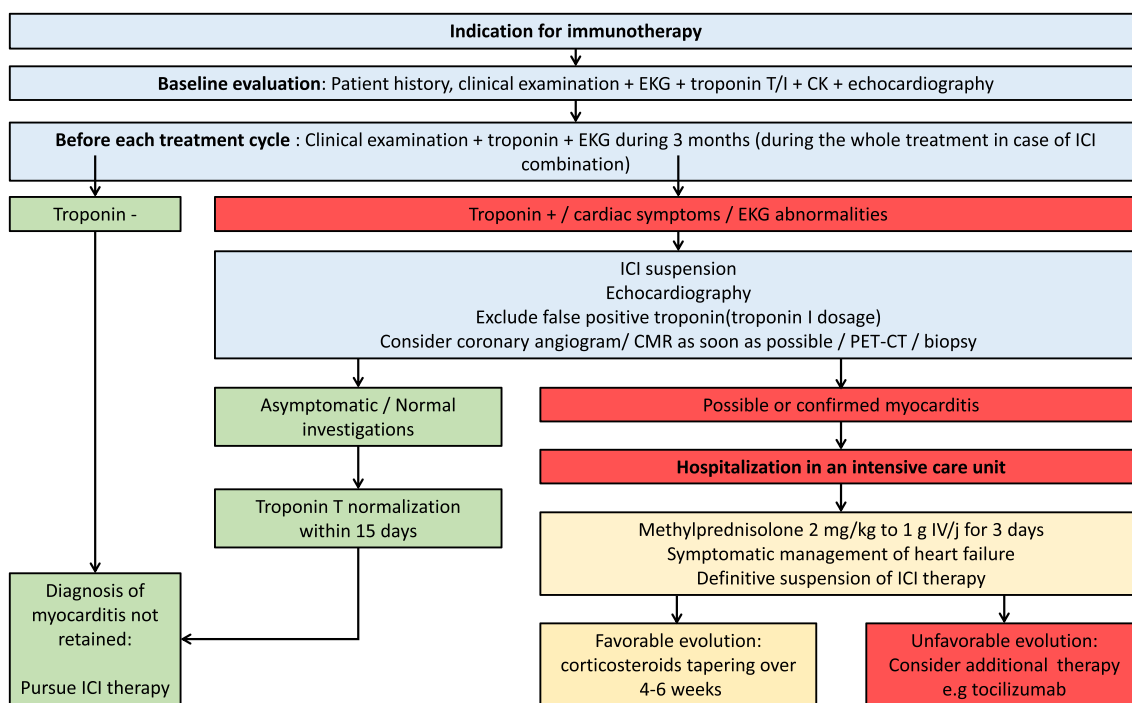 Indication for immunotherapy
Baseline evaluation: Patient history, clinical examination + EKG + troponin T/I + CK + echocardiography
Before each treatment cycle : Clinical examination + troponin + EKG during 3 months (during the whole treatment in case of ICI
combination)
Troponin -
Troponin + / cardiac symptoms / EKG abnormalities
ICI suspension
Echocardiography
Exclude false positive troponin(troponin I dosage)
Consider coronary angiogram/ CMR as soon as possible / PET-CT / biopsy
Asymptomatic / Normal
investigations
Possible or confirmed myocarditis
Hospitalization in an intensive care unit
Troponin T normalization
within 15 days
Methylprednisolone 2 mg/kg to 1 g IV/j for 3 days
Symptomatic management of heart failure
Definitive suspension of ICI therapy
Diagnosis of
myocarditis not
retained:
Pursue ICI therapy
Favorable evolution:
corticosteroids tapering over
4-6 weeks
Unfavorable evolution:
Consider additional  therapy
e.g tocilizumab